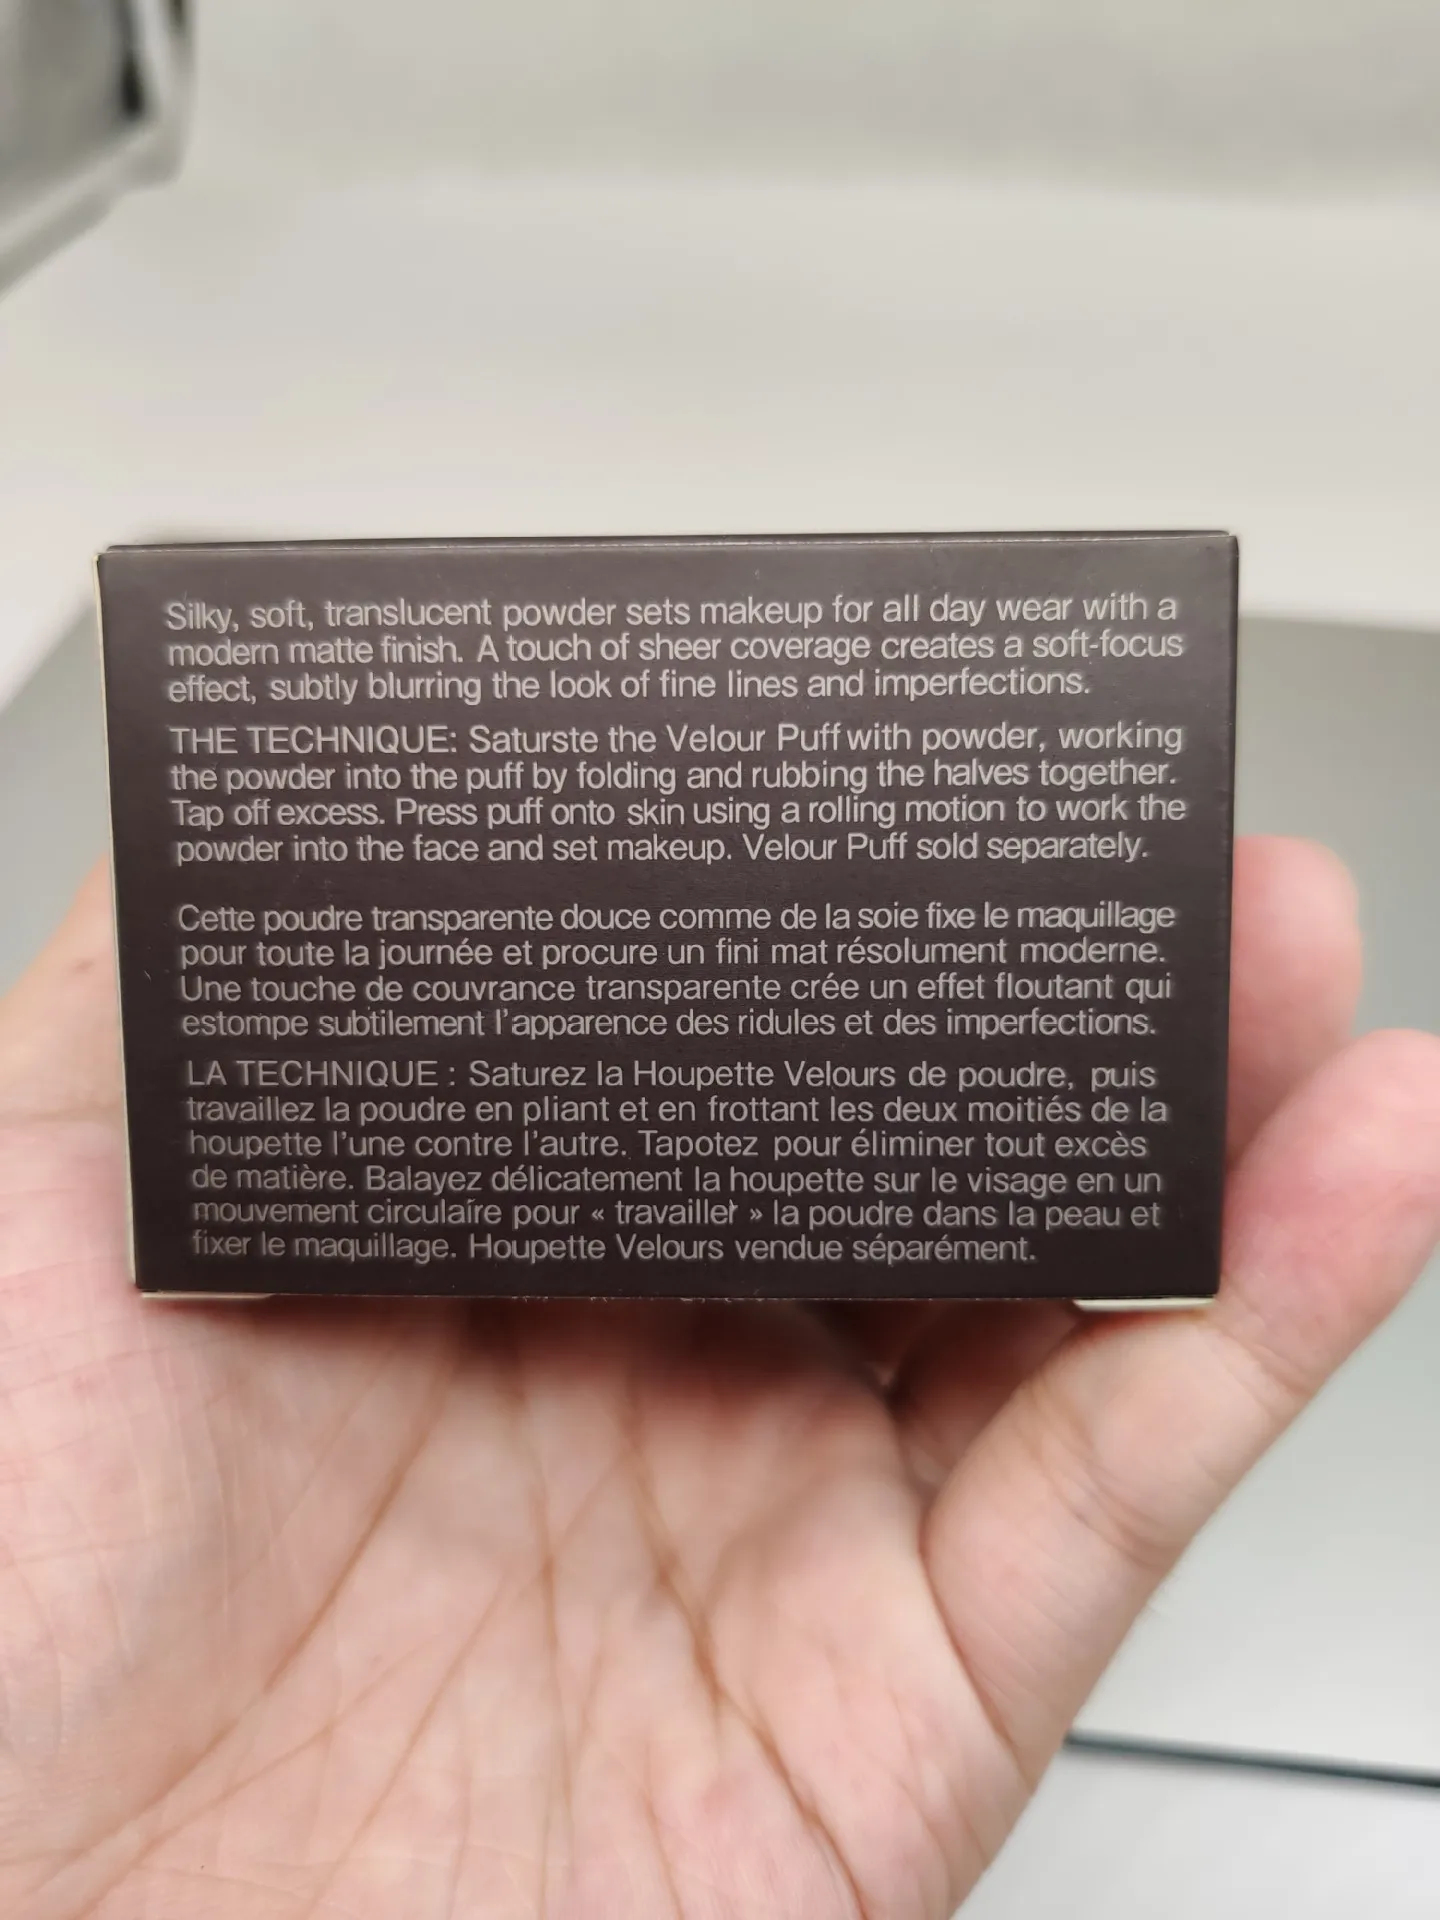 Silky, soft, translucent powder sets makeup for all day wear with a
modern matte finish. A touch of sheer coverage creates a soft-focus
effect, subtly blurring the look of fine lines and imperfections.
THE TECHNIQUE: Saturste the Velour Puff with powder, working
the powder into the puff by folding and rubbing the halves together.
Tap off excess. Press puff onto skin using a rolling motion to work the
powder into the face and set makeup. Velour Puff sold separately.
Cette poudre transparente douce comme de la soie fixe le maquillage
pour toute la journée et procure un fini mat résolument moderne.
Une touche de couvrance transparente crée un effet floutant qui
estompe subtilement l'apparence des ridules et des imperfections.
LA TECHNIQUE : Saturez la Houpette Velours de poudre, puis
travaillez la poudre en pliant et en frottant les deux moitiés de la
houpette l'une contre l'autre. Tapotez pour éliminer tout excès
de matière. Balayez délicatement la houpette sur le visage en un
mouvement circulaire pour « travailler » la poudre dans la peau et
fixer le maquillage. Houpette Velours vendue séparément.